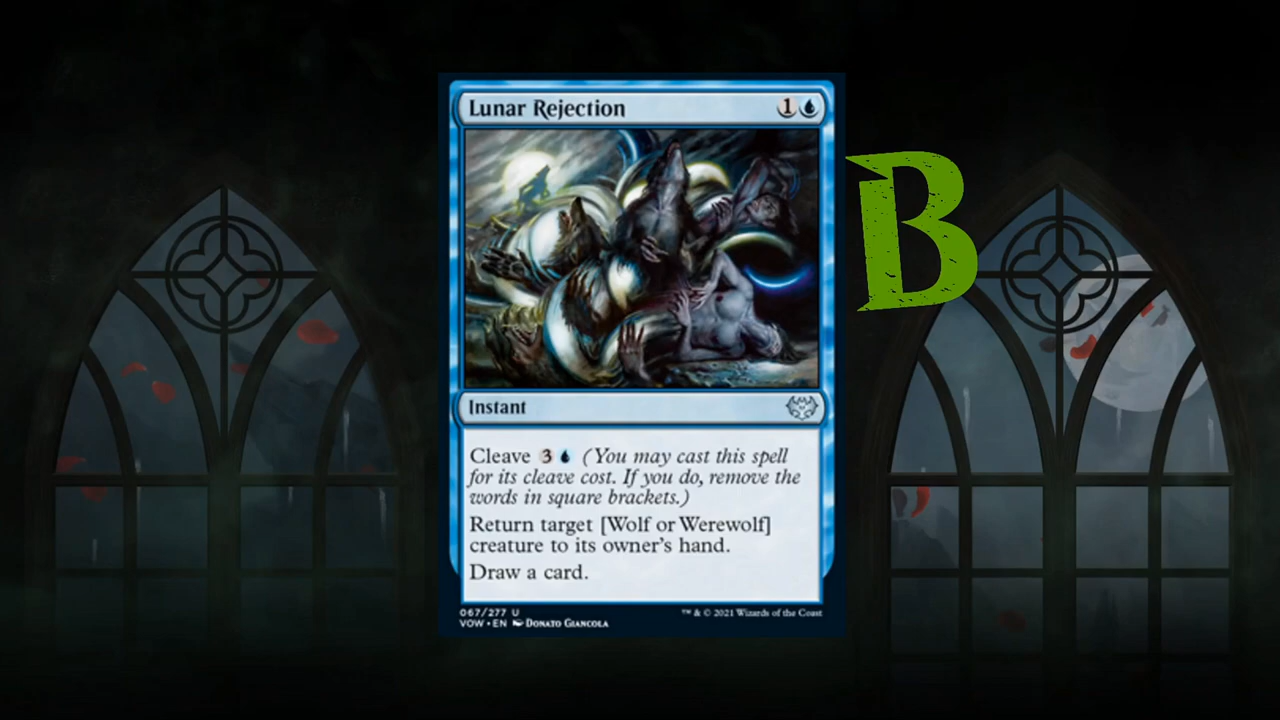 Lunar Rejection 1
B
Instant
Cleave 3 (You may cast this spell
for its cleave cost. If you do, remove the
words in square brackets.)
Return target [Wolf or Werewolf]
creature to its owner's hand.
Draw a card.
067/277 U
VOW • EN Donato Giancola
™ & © 2021 Wizards of the Coast